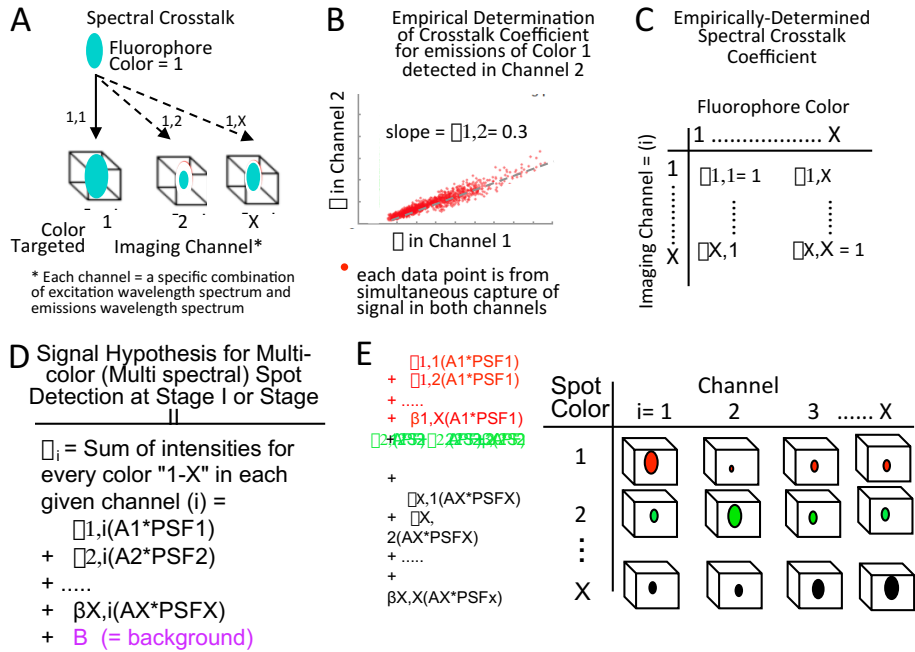 A
Spectral Crosstalk
Fluorophore
Color = 1
1,1
1,2
1,X
1
2
X
Color
Targeted
Imaging Channel*
* Each channel = a specific combination
of excitation wavelength spectrum and
emissions wavelength spectrum
B
Empirical Determination
of Crosstalk Coefficient
for emissions of Color 1
detected in Channel 2
▯ in Channel 2
slope = ▯1,2= 0.3
▯ in Channel 1
• each data point is from
simultaneous capture of
signal in both channels
C
Empirically-Determined
Spectral Crosstalk
Coefficient
Fluorophore Color
1 ................... X
Imaging Channel = (i)
1
X
▯1,1= 1
▯1,X
▯X,1
▯X,X = 1
D
Signal Hypothesis for Multi-
color (Multi spectral) Spot
Detection at Stage I or Stage
II
▯i = Sum of intensities for
every color "1-X" in each
given channel (i) =
▯1,i(A1*PSF1)
+ ▯2,i(A2*PSF2)
+ .....
+ βX,i(AX*PSFX)
+ B (= background)
E
▯1,1(A1*PSF1)
+ ▯1,2(A1*PSF1)
+ .....
+ β1,X(A1*PSF1)
+
+
▯X,1(AX*PSFX)
+ ▯X,
2(AX*PSFX)
+ .....
+
βX,X(AX*PSFx)
Spot
Color
Channel
i= 1 2 3 ...... X
1
2
X